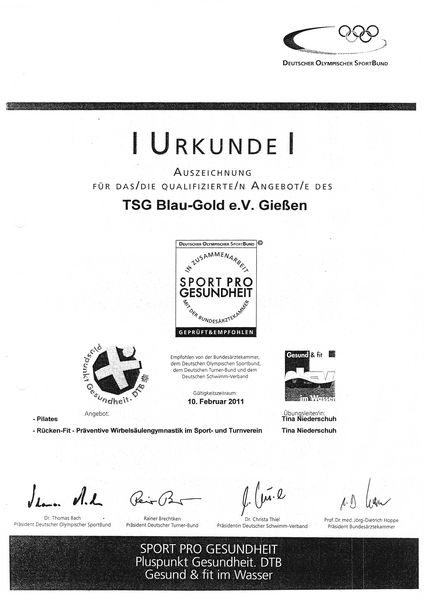 DEUTSCHER OLYMPISCHER SPORTBUND
| URKUNDE |
AUSZEICHNUNG
FÜR DAS/DIE QUALIFIZIERTE/N ANGEBOT/E DES
TSG Blau-Gold e.V. Gießen
DEUTSCHER OLYMPISCHER SPORTBUND ©
IN ZUSAMMENARBEIT
SPORT PRO
GESUNDHEIT
MIT DER BUNDESÄRZTEKAMMER
GEPRÜFT&EMPFOHLEN
Pluspunkt
Gesundheit. DTB
Empfohlen von der Bundesärztekammer,
dem Deutschen Olympischen Sportbund,
dem Deutschen Turner-Bund und dem
Deutschen Schwimm-Verband
Gültigkeitszeitraum:
10. Februar 2011
Gesund & fit
dsv
im Wasser
Angebot:
Übungsleiter/in:
- Pilates
Tina Niederschuh
- Rücken-Fit - Präventive Wirbelsäulengymnastik im Sport- und Turnverein
Tina Niederschuh
Dr. Thomas Bach
Präsident Deutscher Olympischer SportBund
Rainer Brechtken
Präsident Deutscher Turner-Bund
Dr. Christa Thiel
Präsidentin Deutscher Schwimm-Verband
Prof. Dr. med. Jörg-Dietrich Hoppe
Präsident Bundesärztekammer
SPORT PRO GESUNDHEIT
Pluspunkt Gesundheit. DTB
Gesund & fit im Wasser